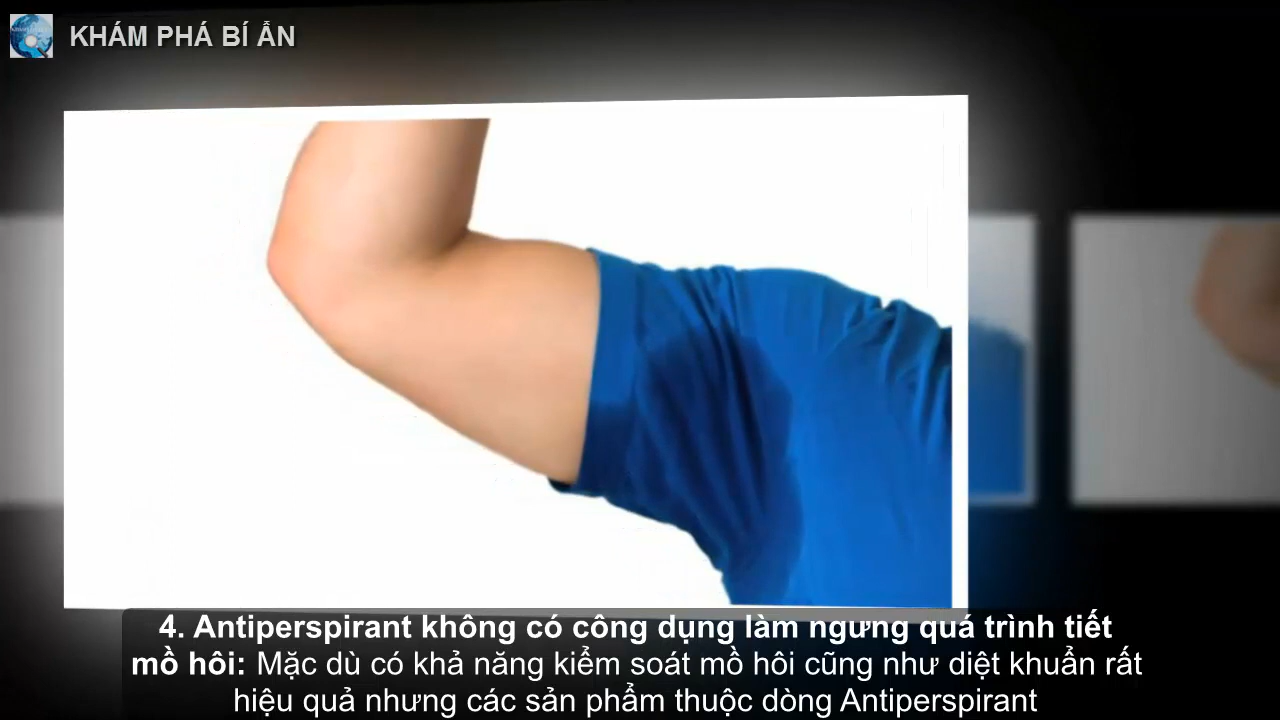 KHÁM PHÁ BÍ ẨN
4. Antiperspirant không có công dụng làm ngưng quá trình tiết
mồ hôi: Mặc dù có khả năng kiểm soát mồ hôi cũng như diệt khuẩn rất
hiệu quả nhưng các sản phẩm thuộc dòng Antiperspirant